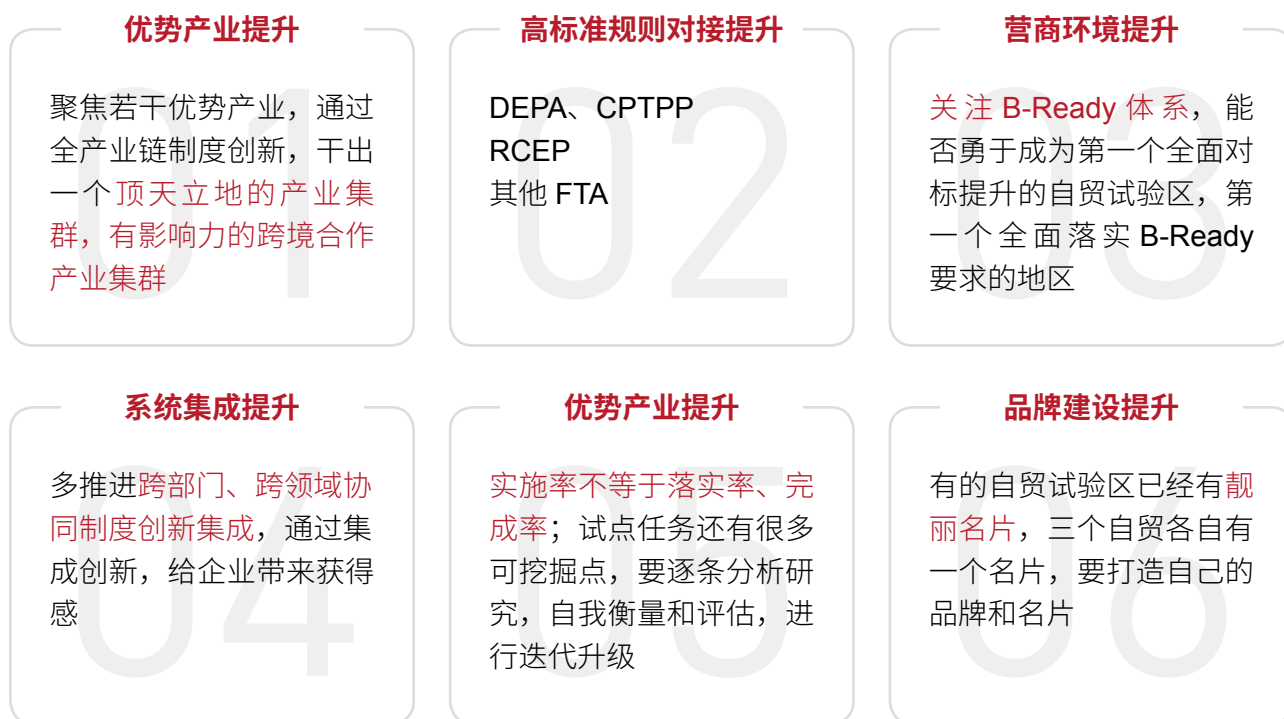 优势产业提升
01
聚焦若干优势产业，通过
全产业链制度创新，干出
一个顶天立地的产业集
群，有影响力的跨境合作
产业集群
高标准规则对接提升
02
DEPA、CPTPP
RCEP
其他 FTA
营商环境提升
03
关注 B-Ready 体系，能
否勇于成为第一个全面对
标提升的自贸试验区，第
一个全面落实 B-Ready
要求的地区
系统集成提升
04
多推进跨部门、跨领域协
同制度创新集成，通过集
成创新，给企业带来获得
感
优势产业提升
05
实施率不等于落实率、完
成率；试点任务还有很多
可挖掘点，要逐条分析研
究，自我衡量和评估，进
行迭代升级
品牌建设提升
06
有的自贸试验区已经有靓
丽名片，三个自贸各自有
一个名片，要打造自己的
品牌和名片